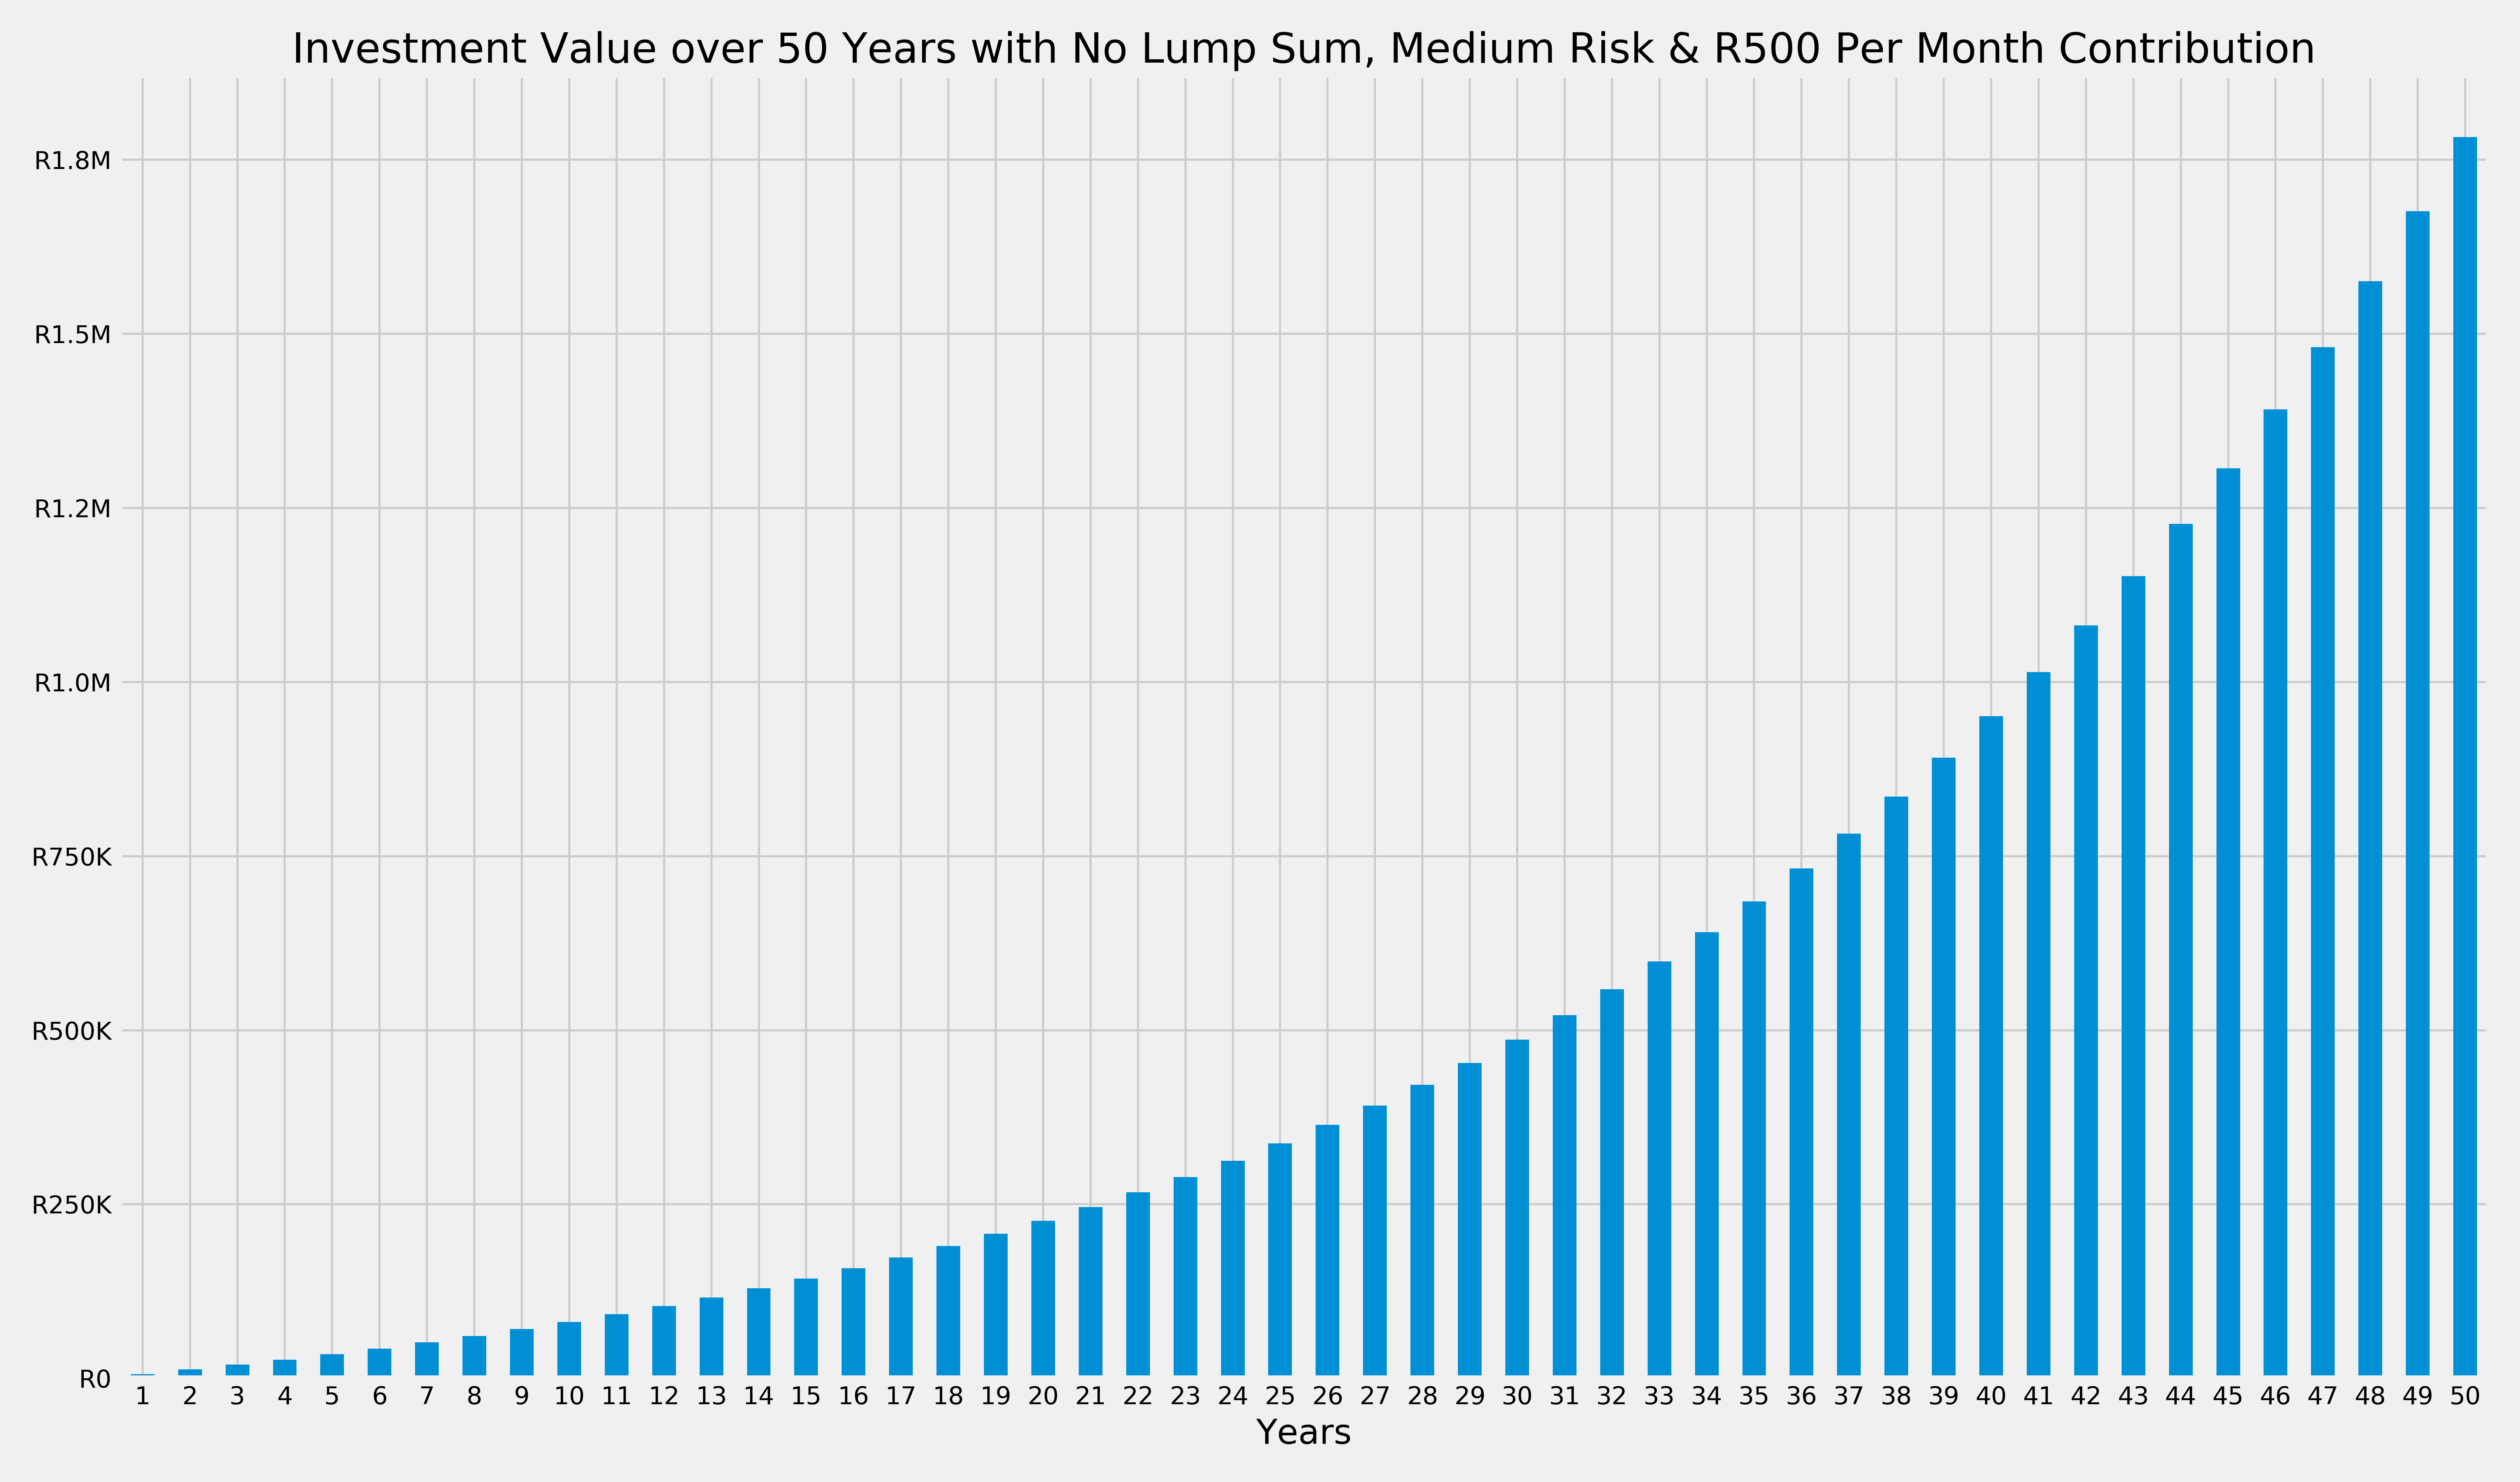 Investment Value over 50 Years with No Lump Sum, Medium Risk & R500 Per Month Contribution
R1.8M
R1.5M
R1.2M
R1.0M
R750K
R500K
R250K
R0
1 2 3 4 5 6 7 8 9 10 11 12 13 14 15 16 17 18 19 20 21 22 23 24 25 26 27 28 29 30 31 32 33 34 35 36 37 38 39 40 41 42 43 44 45 46 47 48 49 50
Years